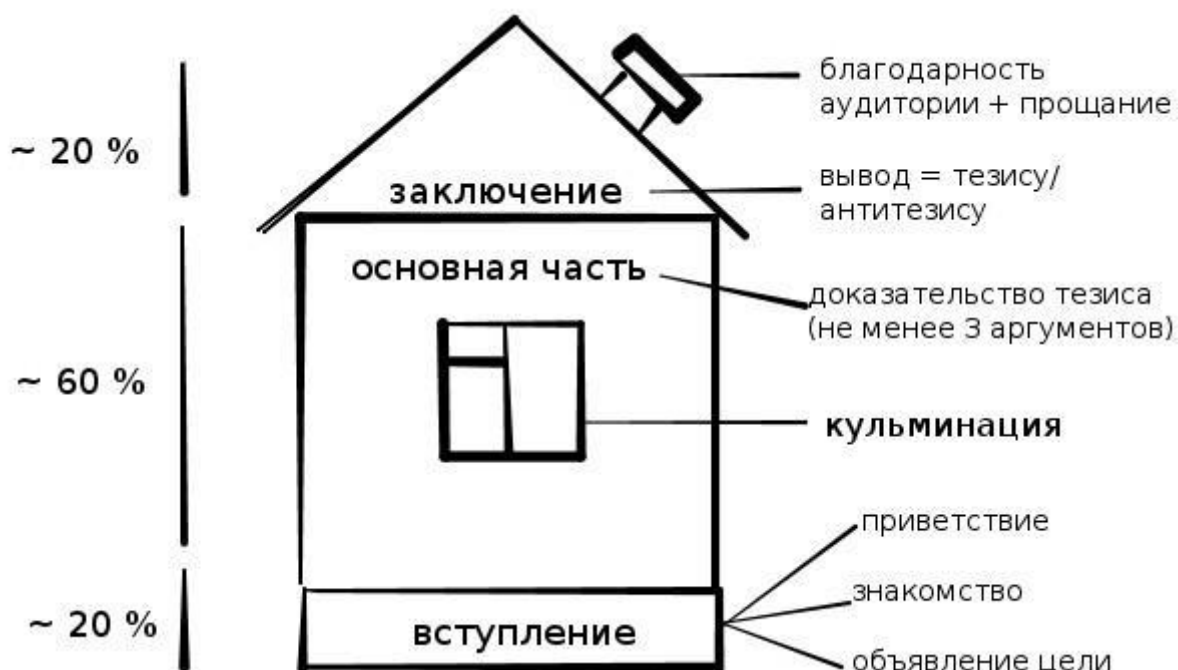 благодарность
аудитории + прощание
~ 20 %
заключение
вывод = тезису/
антитезису
основная часть
доказательство тезиса
(не менее 3 аргументов)
~ 60 %
кульминация
приветствие
знакомство
~ 20 %
вступление
объявление цели